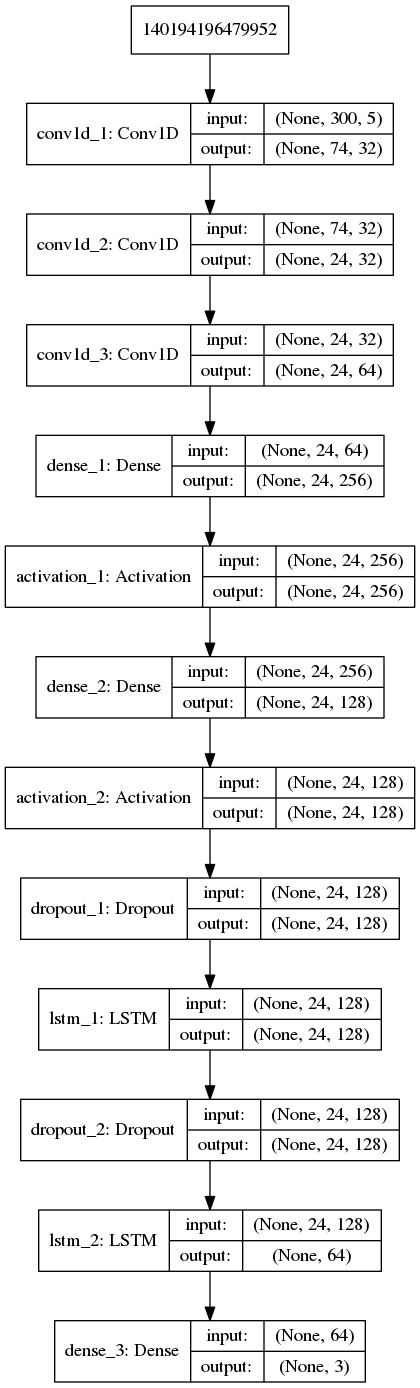 140194196479952
conv1d_1: Conv1D
input: (None, 300, 5)
output: (None, 74, 32)
conv1d_2: Conv1D
input: (None, 74, 32)
output: (None, 24, 32)
conv1d_3: Conv1D
input: (None, 24, 32)
output: (None, 24, 64)
dense_1: Dense
input: (None, 24, 64)
output: (None, 24, 256)
activation_1: Activation
input: (None, 24, 256)
output: (None, 24, 256)
dense_2: Dense
input: (None, 24, 256)
output: (None, 24, 128)
activation_2: Activation
input: (None, 24, 128)
output: (None, 24, 128)
dropout_1: Dropout
input: (None, 24, 128)
output: (None, 24, 128)
lstm_1: LSTM
input: (None, 24, 128)
output: (None, 24, 128)
dropout_2: Dropout
input: (None, 24, 128)
output: (None, 24, 128)
lstm_2: LSTM
input: (None, 24, 128)
output: (None, 64)
dense_3: Dense
input: (None, 64)
output: (None, 3)